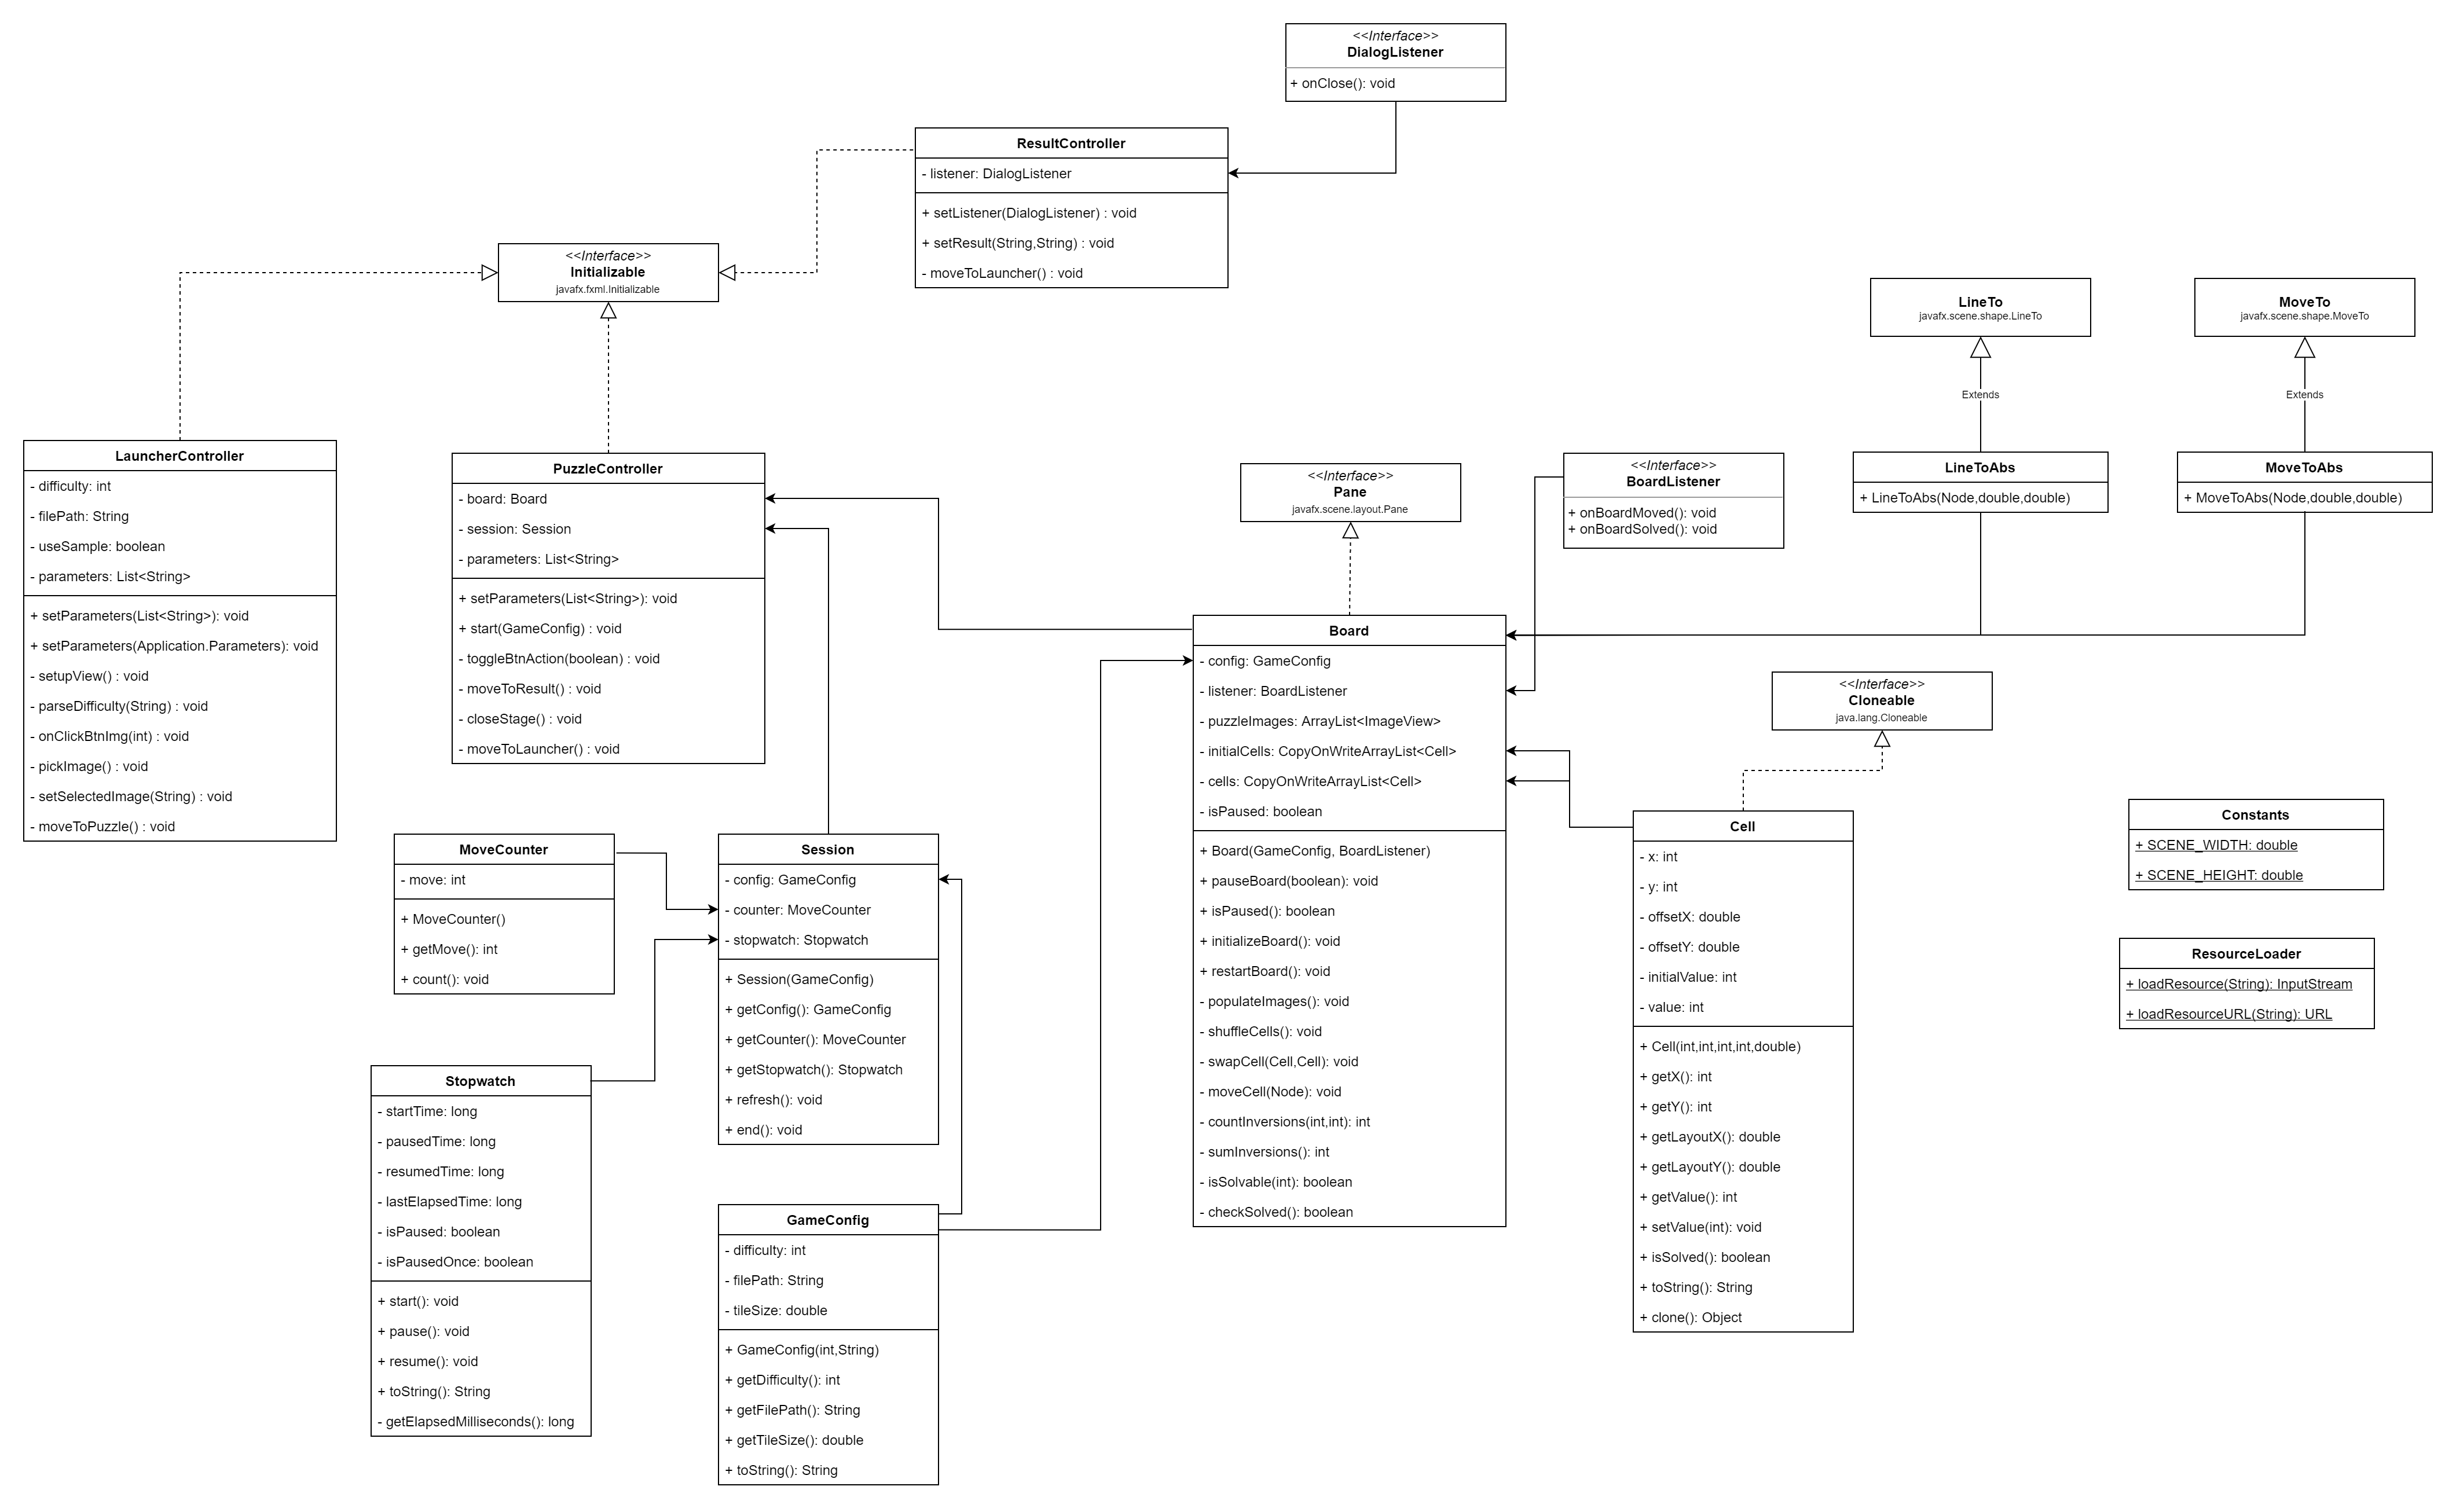 <<Interface>>
DialogListener
+ onClose(): void
ResultController
- listener: DialogListener
+ setListener(DialogListener) : void
+ setResult(String,String) : void
- moveToLauncher() : void
<<Interface>>
Initializable
javafx.fxml.Initializable
LineTo
javafx.scene.shape.LineTo
MoveTo
javafx.scene.shape.MoveTo
Extends
Extends
LauncherController
- difficulty: int
- filePath: String
- useSample: boolean
- parameters: List<String>
+ setParameters(List<String>): void
+ setParameters(Application.Parameters): void
- setupView() : void
- parseDifficulty(String) : void
- onClickBtnImg(int) : void
- pickImage() : void
- setSelectedImage(String) : void
- moveToPuzzle() : void
PuzzleController
- board: Board
- session: Session
- parameters: List<String>
+ setParameters(List<String>): void
+ start(GameConfig) : void
- toggleBtnAction(boolean) : void
- moveToResult() : void
- closeStage() : void
- moveToLauncher() : void
<<Interface>>
Pane
javafx.scene.layout.Pane
<<Interface>>
BoardListener
+ onBoardMoved(): void
+ onBoardSolved(): void
LineToAbs
+ LineToAbs(Node,double,double)
MoveToAbs
+ MoveToAbs(Node,double,double)
Board
- config: GameConfig
- listener: BoardListener
- puzzleImages: ArrayList<ImageView>
- initialCells: CopyOnWriteArrayList<Cell>
- cells: CopyOnWriteArrayList<Cell>
- isPaused: boolean
+ Board(GameConfig, BoardListener)
+ pauseBoard(boolean): void
+ isPaused(): boolean
+ initializeBoard(): void
+ restartBoard(): void
- populateImages(): void
- shuffleCells(): void
- swapCell(Cell,Cell): void
- moveCell(Node): void
- countInversions(int,int): int
- sumInversions(): int
- isSolvable(int): boolean
- checkSolved(): boolean
<<Interface>>
Cloneable
java.lang.Cloneable
Cell
- x: int
- y: int
- offsetX: double
- offsetY: double
- initialValue: int
- value: int
+ Cell(int,int,int,int,double)
+ getX(): int
+ getY(): int
+ getLayoutX(): double
+ getLayoutY(): double
+ getValue(): int
+ setValue(int): void
+ isSolved(): boolean
+ toString(): String
+ clone(): Object
Constants
+ SCENE_WIDTH: double
+ SCENE_HEIGHT: double
ResourceLoader
+ loadResource(String): InputStream
+ loadResourceURL(String): URL
MoveCounter
- move: int
+ MoveCounter()
+ getMove(): int
+ count(): void
Session
- config: GameConfig
- counter: MoveCounter
- stopwatch: Stopwatch
+ Session(GameConfig)
+ getConfig(): GameConfig
+ getCounter(): MoveCounter
+ getStopwatch(): Stopwatch
+ refresh(): void
+ end(): void
Stopwatch
- startTime: long
- pausedTime: long
- resumedTime: long
- lastElapsedTime: long
- isPaused: boolean
- isPausedOnce: boolean
+ start(): void
+ pause(): void
+ resume(): void
+ toString(): String
- getElapsedMilliseconds(): long
GameConfig
- difficulty: int
- filePath: String
- tileSize: double
+ GameConfig(int,String)
+ getDifficulty(): int
+ getFilePath(): String
+ getTileSize(): double
+ toString(): String